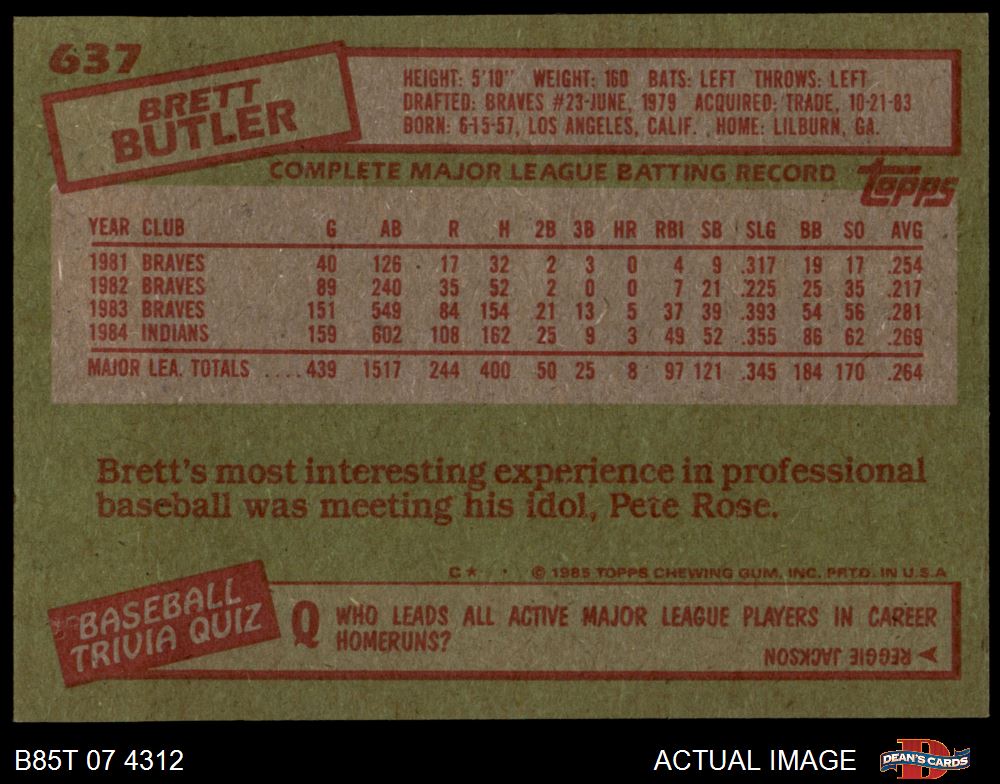 637
BRETT
BUTLER
HEIGHT: 5'10" WEIGHT: 160 BATS: LEFT THROWS: LEFT
DRAFTED: BRAVES #23-JUNE, 1979 ACQUIRED: TRADE, 10-21-83
BORN: 6-15-57, LOS ANGELES, CALIF. HOME: LILBURN, GA.
COMPLETE MAJOR LEAGUE BATTING RECORD
topps
YEAR CLUB G AB R H 2B 3B HR RBI SB SLG BB SO AVG
1981 BRAVES 40 126 17 32 2 3 0 4 9 .317 19 17 .254
1982 BRAVES 89 240 35 52 2 0 0 7 21 .225 25 35 .217
1983 BRAVES 151 549 84 154 21 13 5 37 39 .393 54 56 .281
1984 INDIANS 159 602 108 162 25 9 3 49 52 .355 86 62 .269
MAJOR LEA. TOTALS ....439 1517 244 400 50 25 8 97 121 .345 184 170 .264
Brett's most interesting experience in professional
baseball was meeting his idol, Pete Rose.
C* © 1985 TOPPS CHEWING GUM, INC. PRTD. IN U.S.A
BASEBALL
TRIVIA QUIZ
Q WHO LEADS ALL ACTIVE MAJOR LEAGUE PLAYERS IN CAREER
HOMERUNS?
REGGIE JACKSON
B85T 07 4312
ACTUAL IMAGE
D
DEAN'S CARDS